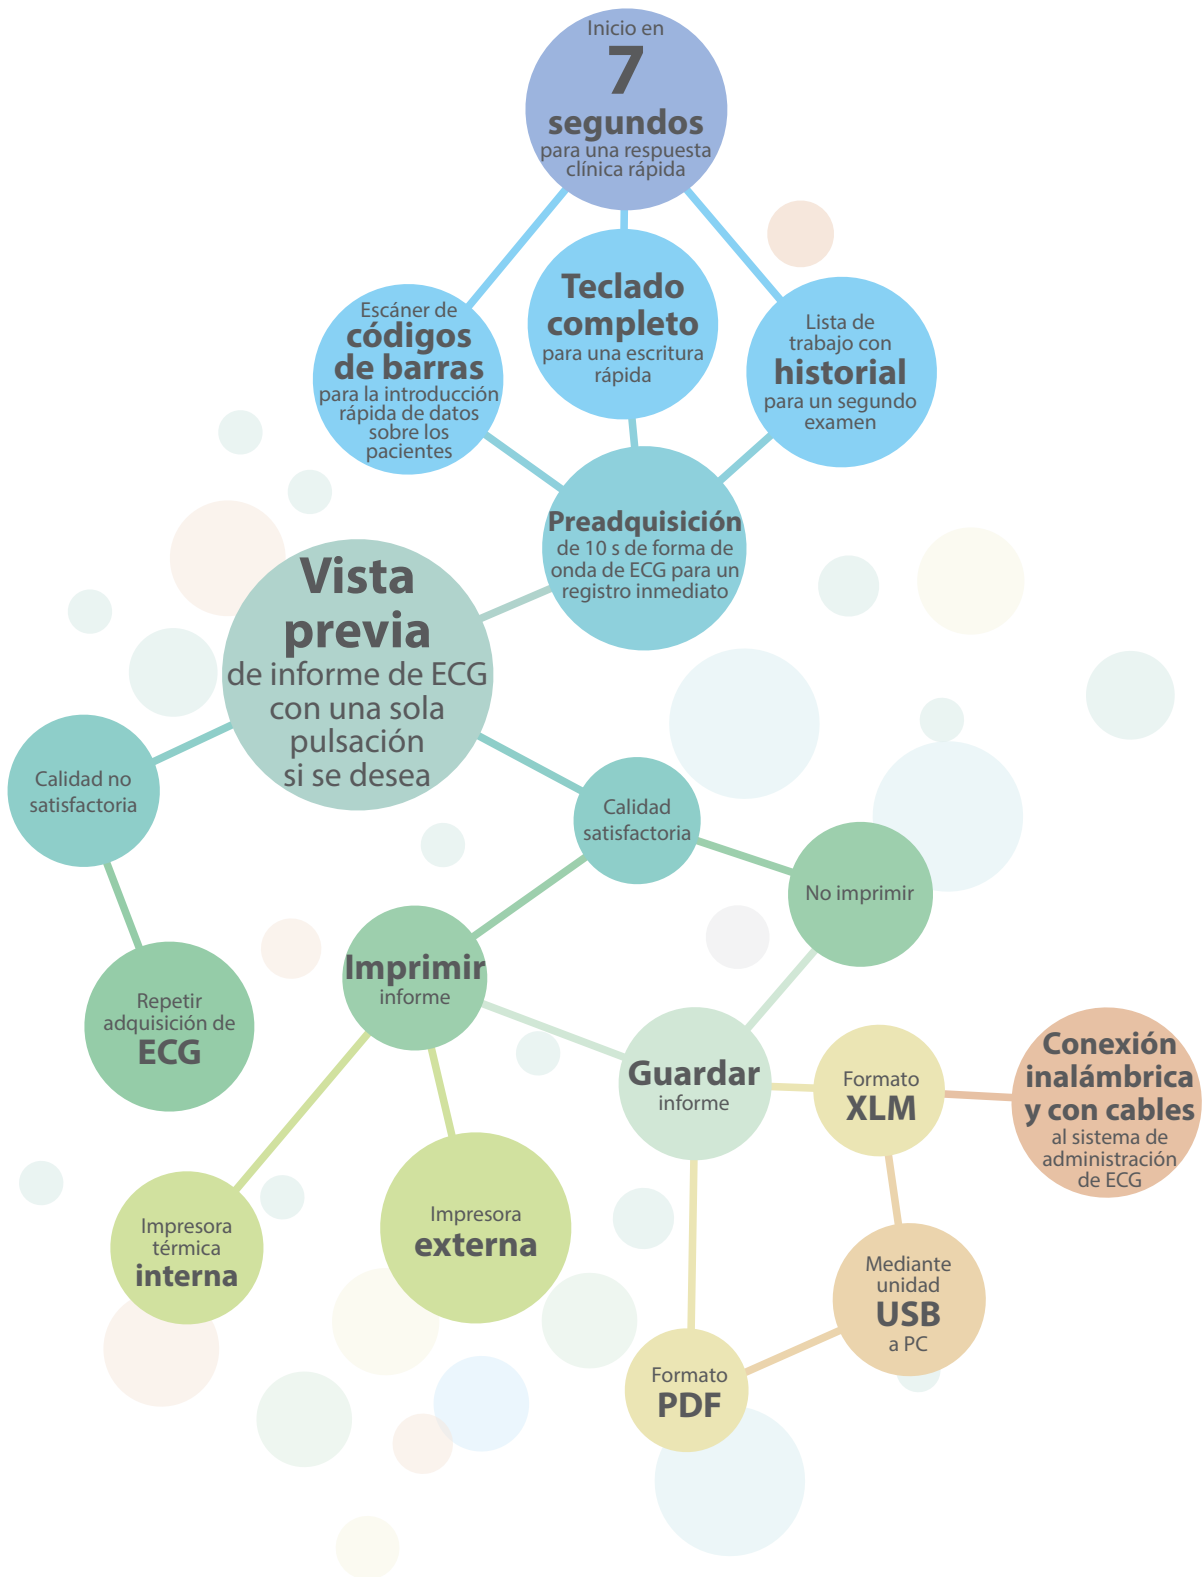 Inicio en
7
segundos
para una respuesta
clínica rápida
Escáner de
códigos
de barras
para la introducción
rápida de datos
sobre los
pacientes
Teclado
completo
para una escritura
rápida
Lista de
trabajo con
historial
para un segundo
examen
Preadquisición
de 10 s de forma de
onda de ECG para un
registro inmediato
Vista
previa
de informe de ECG
con una sola
pulsación
si se desea
Calidad no
satisfactoria
Calidad
satisfactoria
No imprimir
Repetir
adquisición de
ECG
Imprimir
informe
Guardar
informe
Formato
XLM
Conexión
inalámbrica
y con cables
al sistema de
administración
de ECG
Impresora
térmica
interna
Impresora
externa
Mediante
unidad
USB
a PC
Formato
PDF